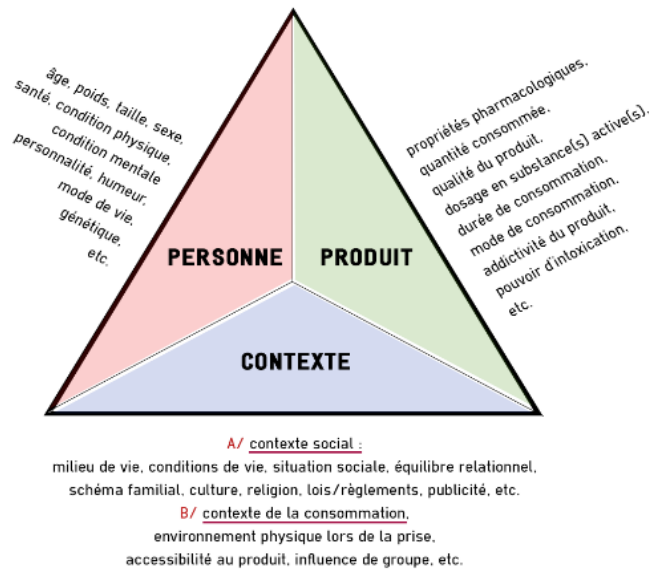 âge, poids, taille, sexe,
santé, condition physique,
condition mentale
personnalité, humeur,
mode de vie,
génétique,
etc.
propriétés pharmacologiques,
quantité consommée,
qualité du produit,
dosage en substance(s) active(s),
durée de consommation,
mode de consommation,
addictivité du produit,
pouvoir d'intoxication,
etc.
PERSONNE
PRODUIT
CONTEXTE
A/ contexte social :
milieu de vie, conditions de vie, situation sociale, équilibre relationnel,
schéma familial, culture, religion, lois/règlements, publicité, etc.
B/ contexte de la consommation,
environnement physique lors de la prise,
accessibilité au produit, influence de groupe, etc.